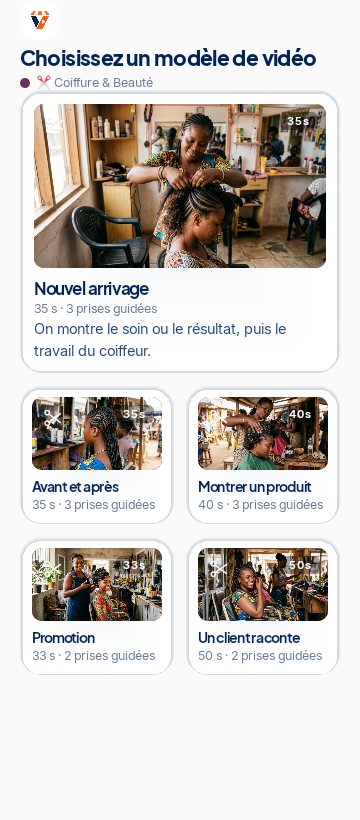 Choisissez un modèle de vidéo
✂️ Coiffure & Beauté
35s
Nouvel arrivage
35 s · 3 prises guidées
On montre le soin ou le résultat, puis le
travail du coiffeur.
35s
Avant et après
35 s · 3 prises guidées
40s
Montrer un produit
40 s · 3 prises guidées
33s
Promotion
33 s · 2 prises guidées
50s
Un client raconte
50 s · 2 prises guidées